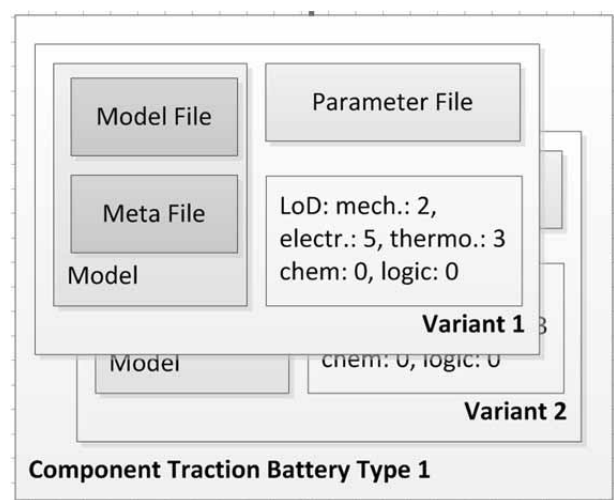 Model File
Parameter File
Meta File
LoD: mech.: 2,
electr.: 5, thermo.: 3
chem: 0, logic: 0
Model
Variant 1
3
Model
chem: 0, logic: 0
Variant 2
Component Traction Battery Type 1